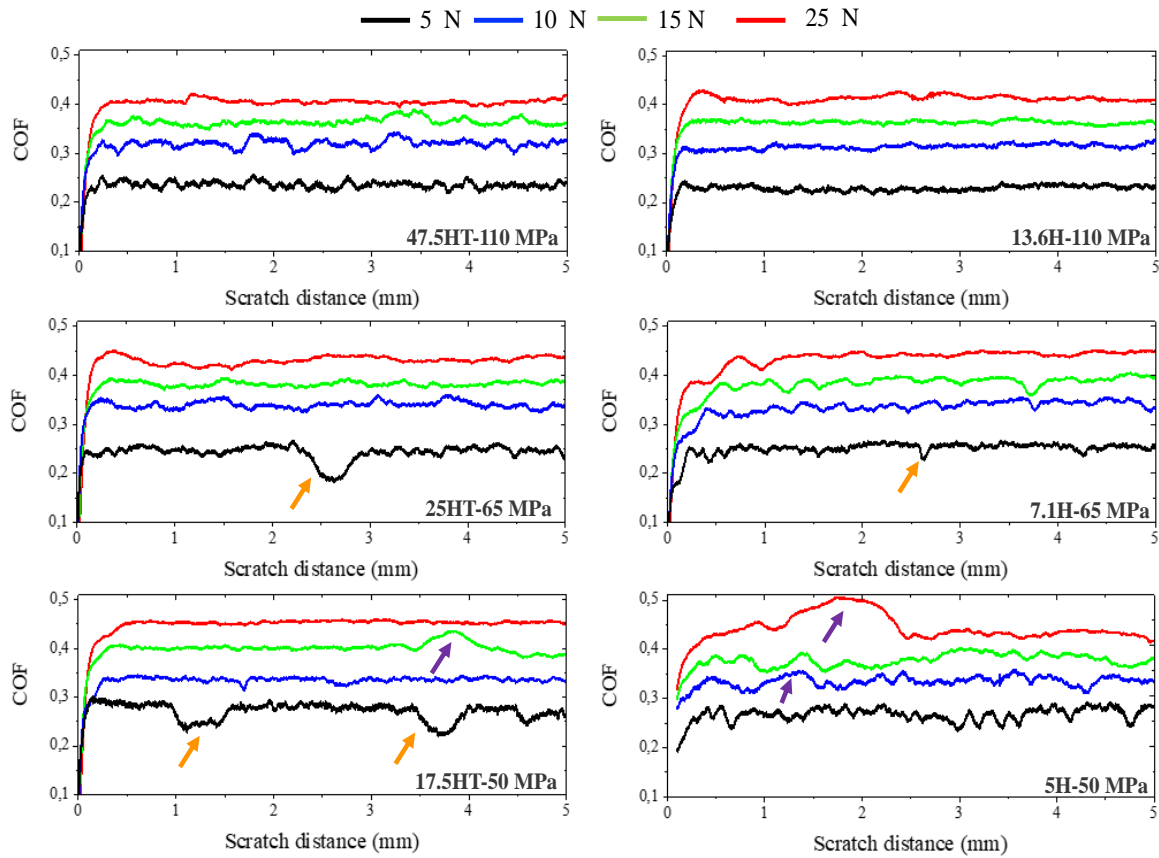 5 N 10 N 15 N 25 N
0,5
0,4
0,3
0,2
0,1
COF
47.5HT-110 MPa
0 1 2 3 4 5
Scratch distance (mm)
0,5
0,4
0,3
0,2
0,1
COF
13.6H-110 MPa
0 1 2 3 4 5
Scratch distance (mm)
0,5
0,4
0,3
0,2
0,1
COF
25HT-65 MPa
0 1 2 3 4 5
Scratch distance (mm)
0,5
0,4
0,3
0,2
0,1
COF
7.1H-65 MPa
0 1 2 3 4 5
Scratch distance (mm)
0,5
0,4
0,3
0,2
0,1
COF
17.5HT-50 MPa
0 1 2 3 4 5
Scratch distance (mm)
0,5
0,4
0,3
0,2
0,1
COF
5H-50 MPa
0 1 2 3 4 5
Scratch distance (mm)